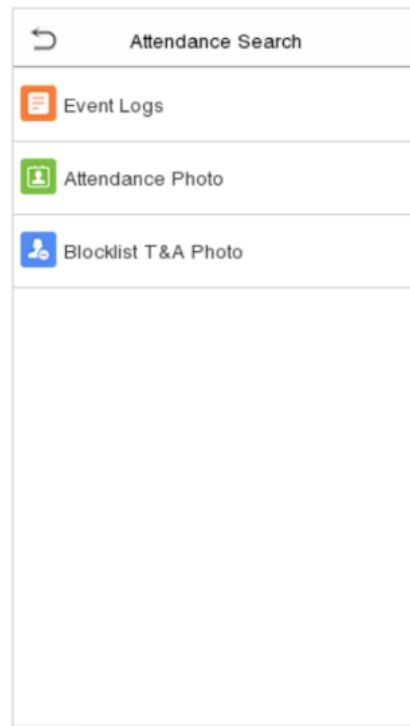 Attendance Search
Event Logs
Attendance Photo
Blocklist T&A Photo